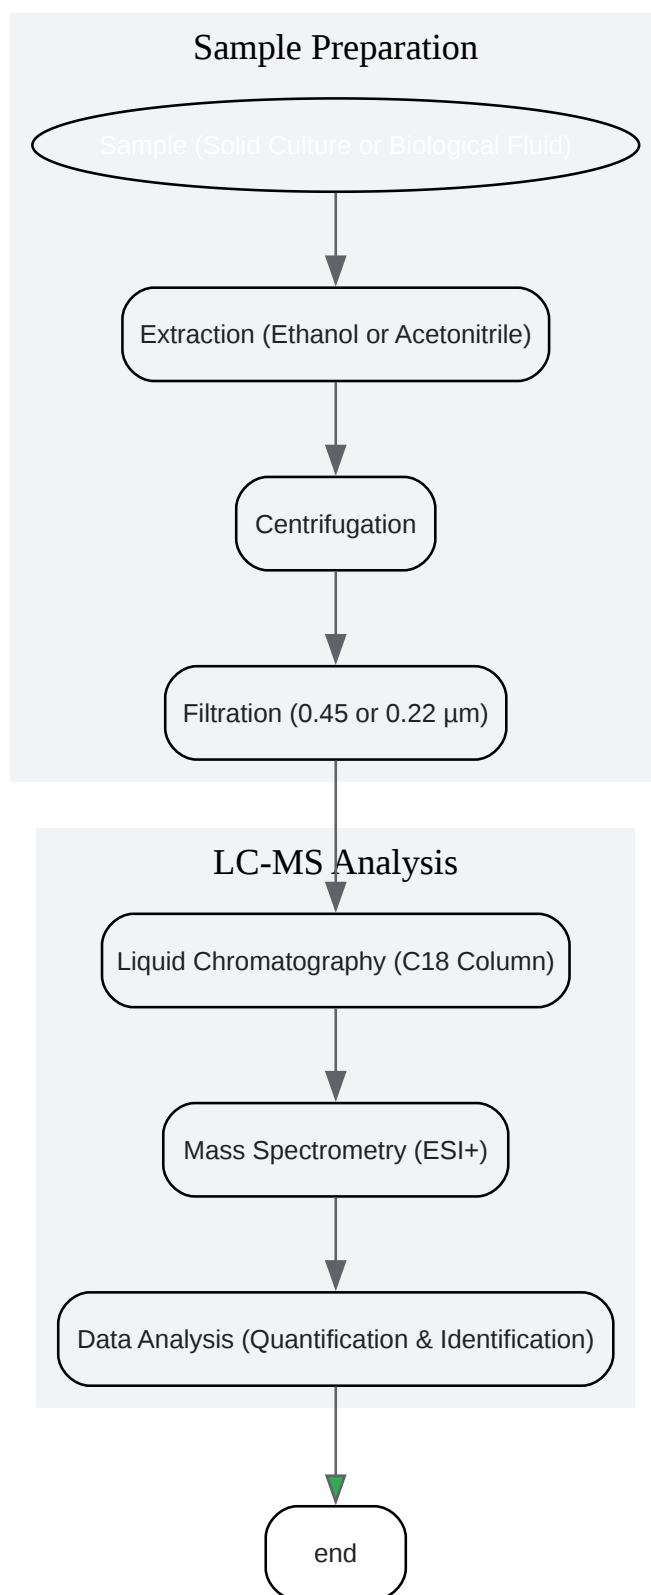 Sample Preparation
Sample (Solid Culture or Biological Fluid)
Extraction (Ethanol or Acetonitrile)
Centrifugation
Filtration (0.45 or 0.22 µm)
LC-MS Analysis
Liquid Chromatography (C18 Column)
Mass Spectrometry (ESI+)
Data Analysis (Quantification & Identification)
end